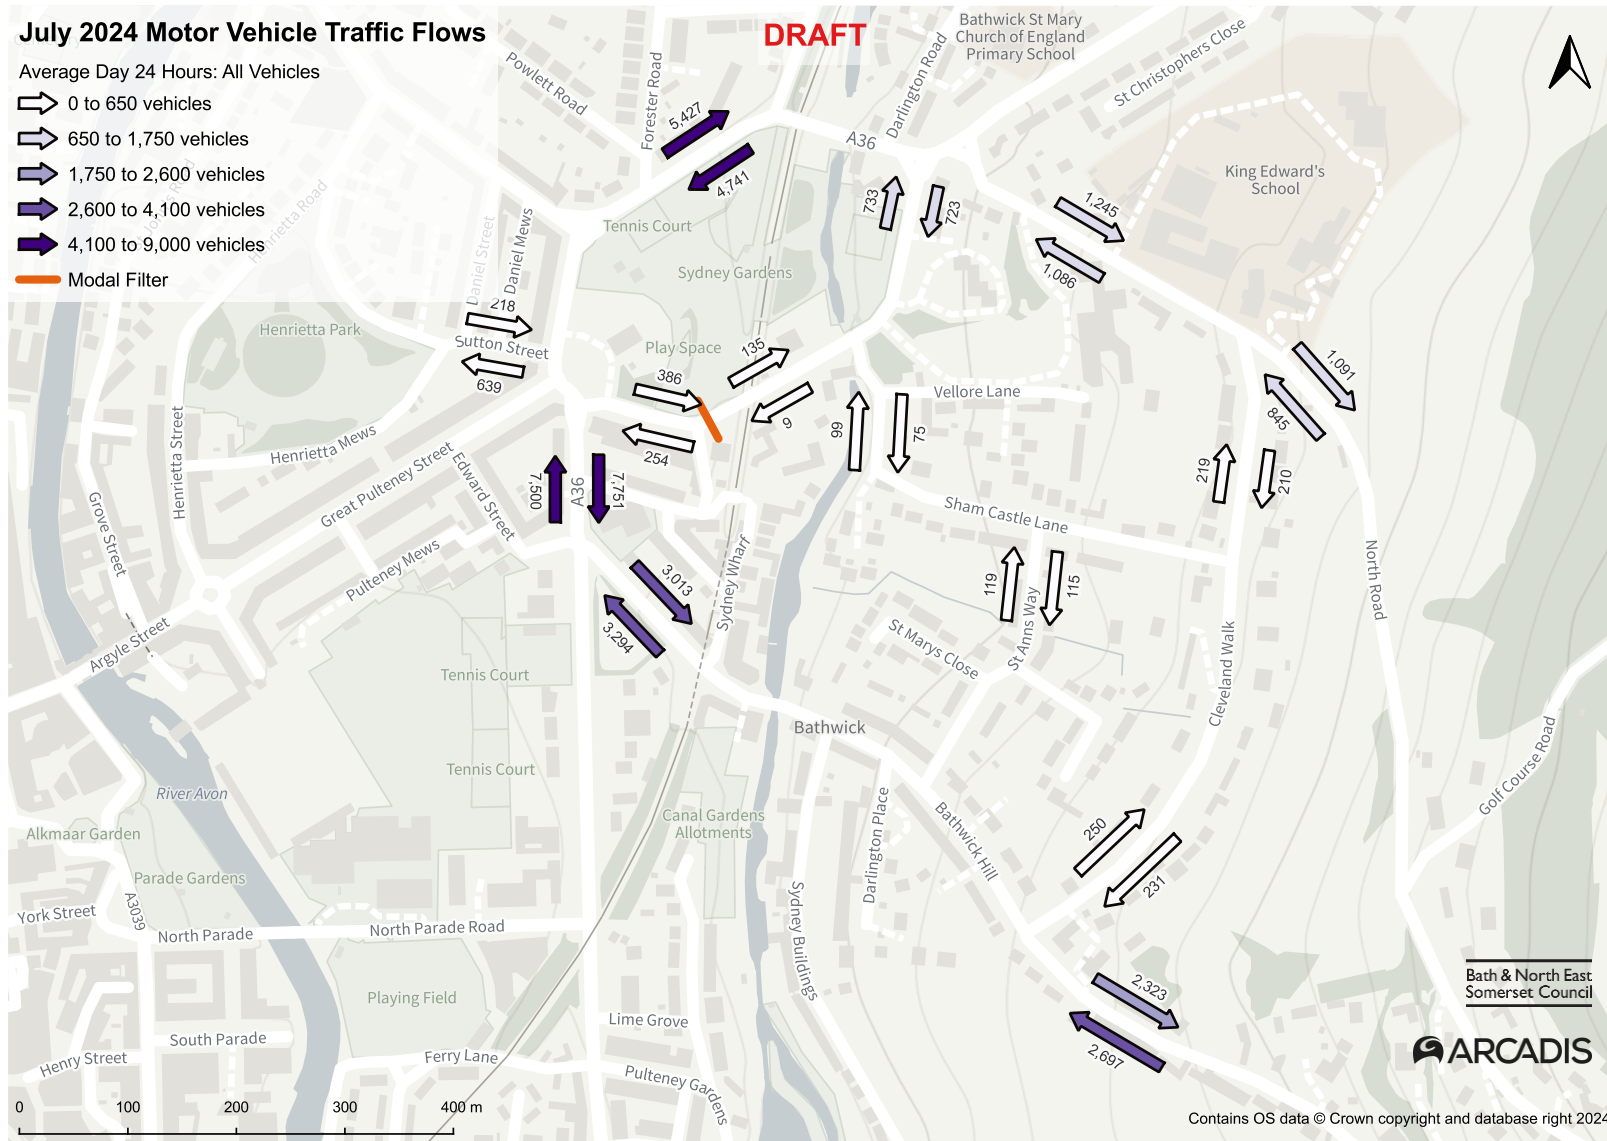 July 2024 Motor Vehicle Traffic Flows
Average Day 24 Hours: All Vehicles
0 to 650 vehicles
650 to 1,750 vehicles
1,750 to 2,600 vehicles
2,600 to 4,100 vehicles
4,100 to 9,000 vehicles
Modal Filter
DRAFT
Bathwick St Mary
Church of England
Primary School
St Christophers Close
Darlington Road
Powlett Road
Forester Road
A36
5,427
4,741
King Edward's
School
733
723
1,245
1,086
Tennis Court
Sydney Gardens
Henrietta Road
Daniel Street
Daniel Mews
218
Sutton Street
639
Henrietta Park
Play Space
135
386
9
254
Vellore Lane
99
75
1,091
845
219
210
Henrietta Street
Henrietta Mews
Great Pulteney Street
Edward Street
7,500
A36
7,751
Grove Street
Pulteney Mews
Sham Castle Lane
North Road
3,013
3,294
Sydney Wharf
119
115
St Anns Way
St Marys Close
Cleveland Walk
Argyle Street
Tennis Court
Bathwick
Golf Course Road
Tennis Court
River Avon
Canal Gardens
Allotments
Darlington Place
Bathwick Hill
250
231
Alkmaar Garden
Parade Gardens
A3039
York Street
North Parade
North Parade Road
Sydney Buildings
2,323
2,697
Playing Field
Lime Grove
South Parade
Henry Street
Ferry Lane
Pulteney Gardens
Bath & North East
Somerset Council
ARCADIS
0 100 200 300 400 m
Contains OS data © Crown copyright and database right 2024